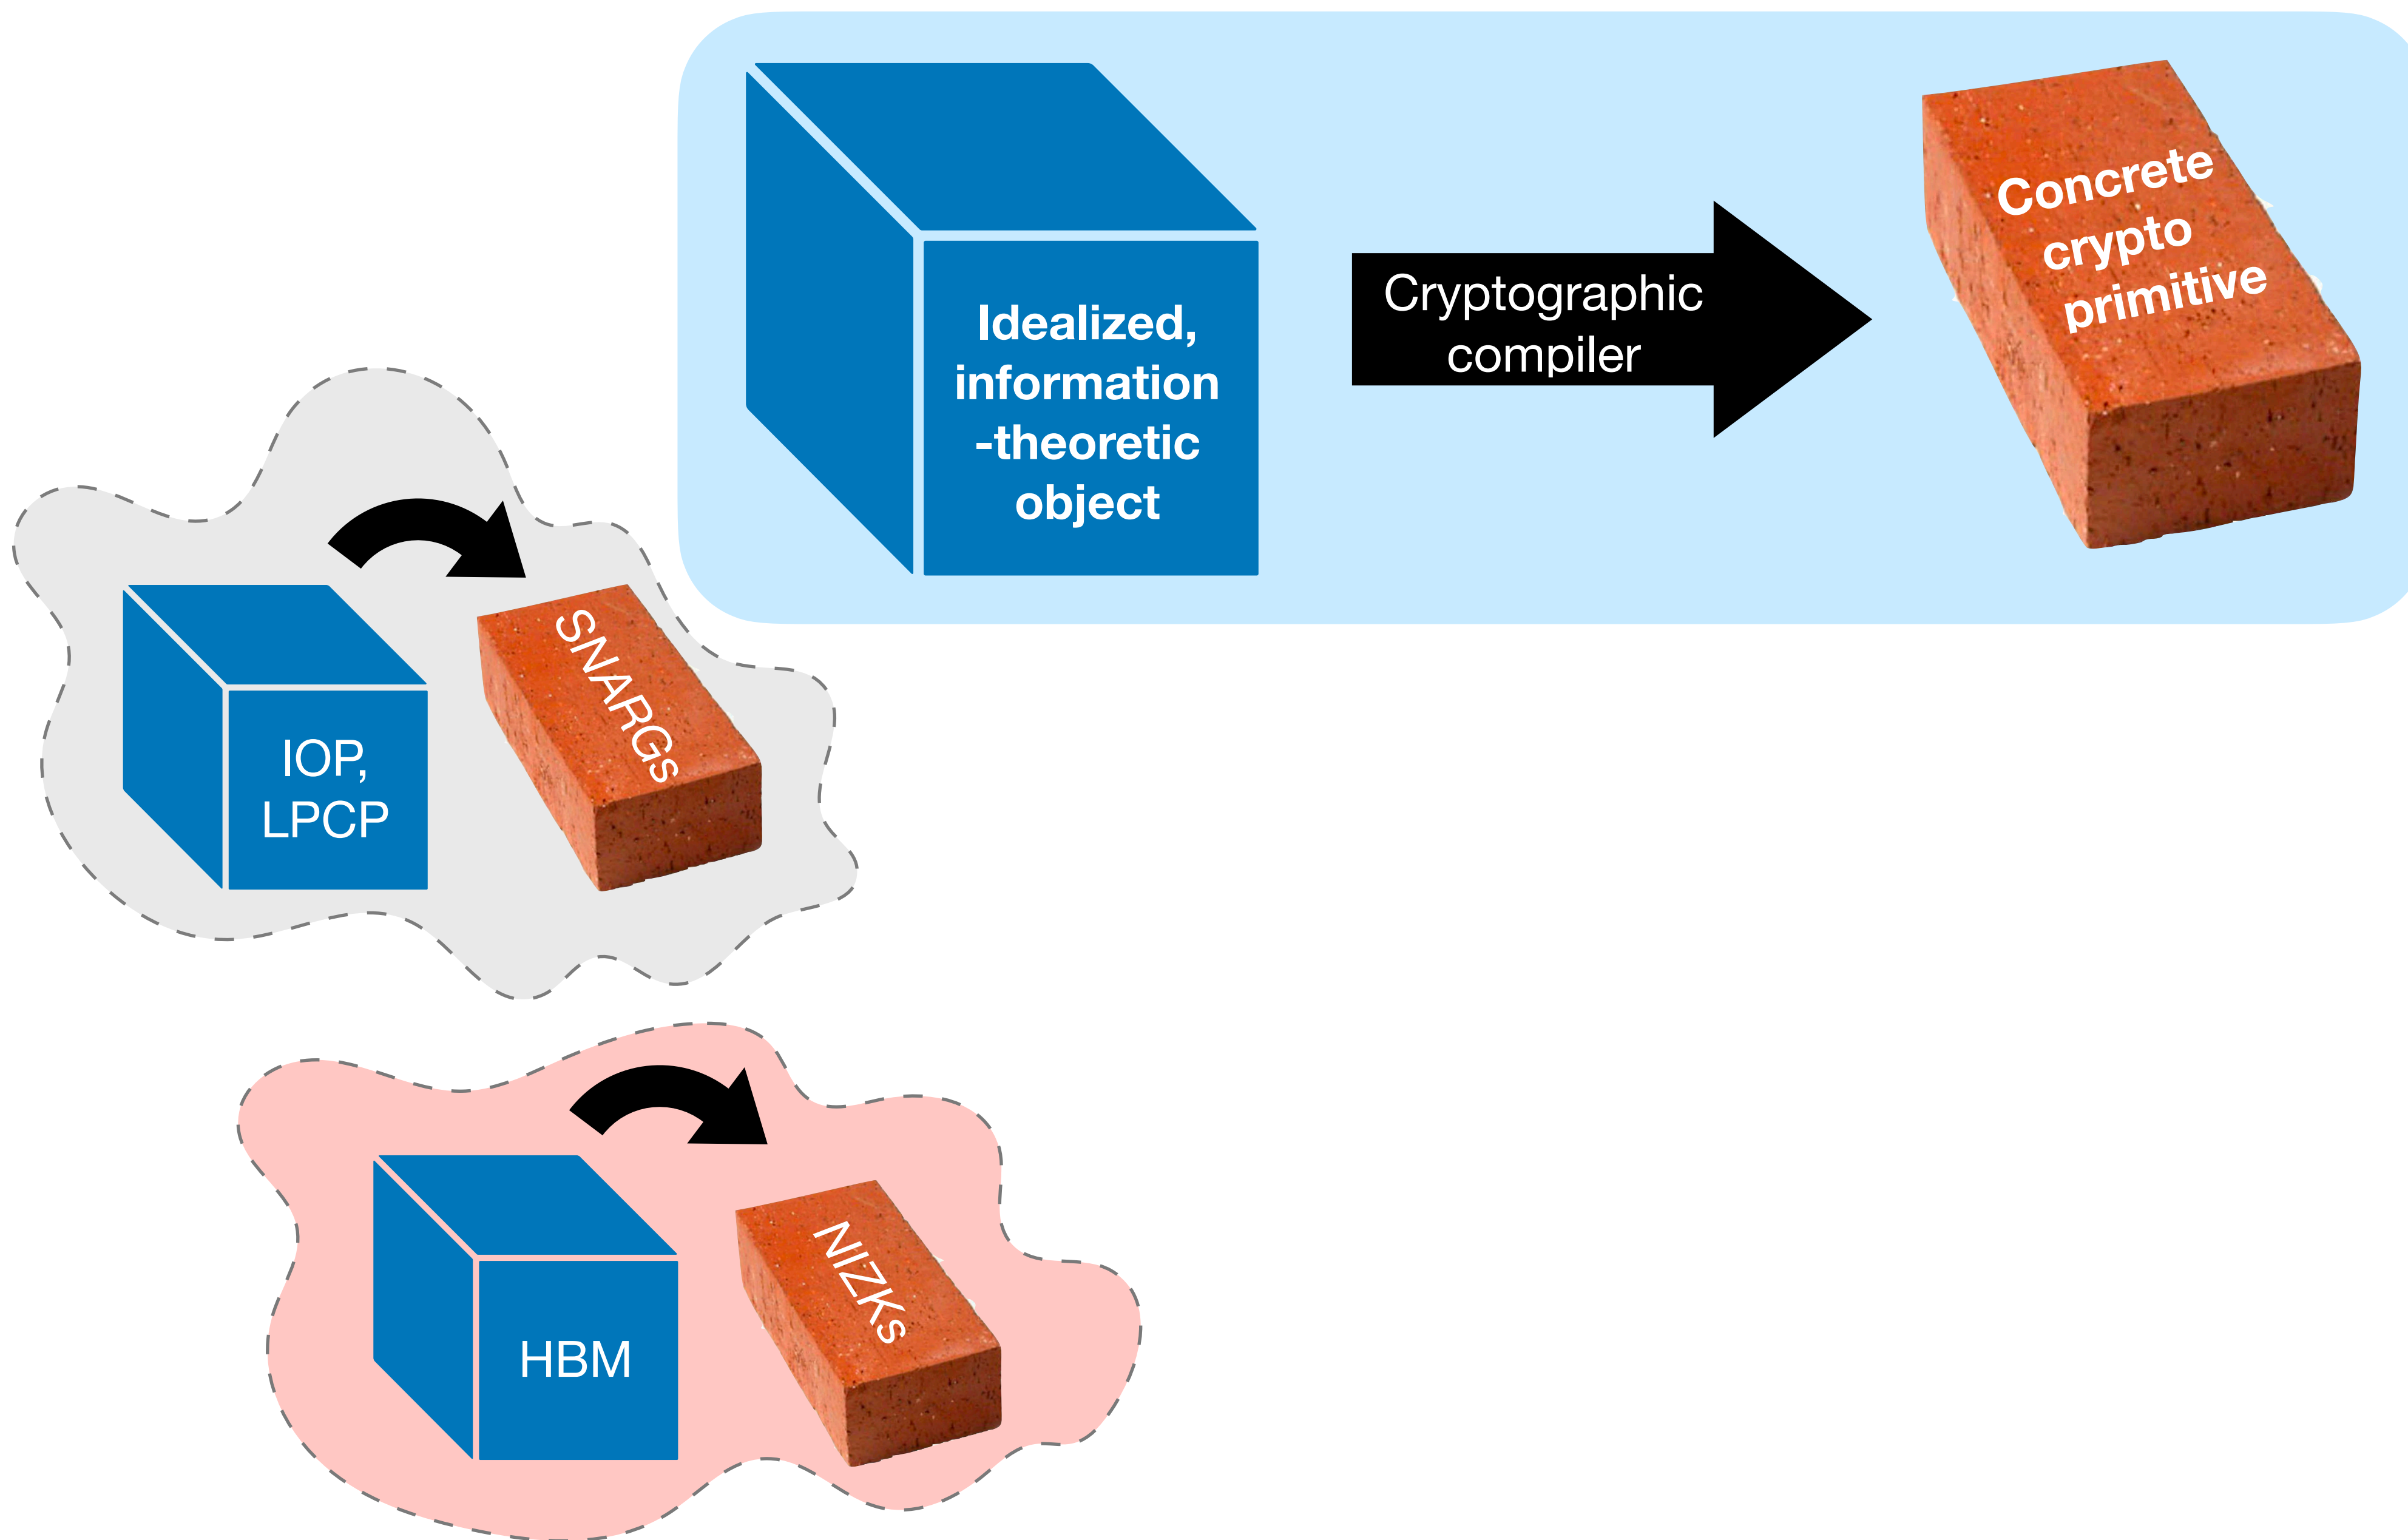 Idealized,
information
-theoretic
object
Cryptographic
compiler
Concrete
crypto
primitive
IOP,
LPCP
SNARGs
HBM
NIZKs